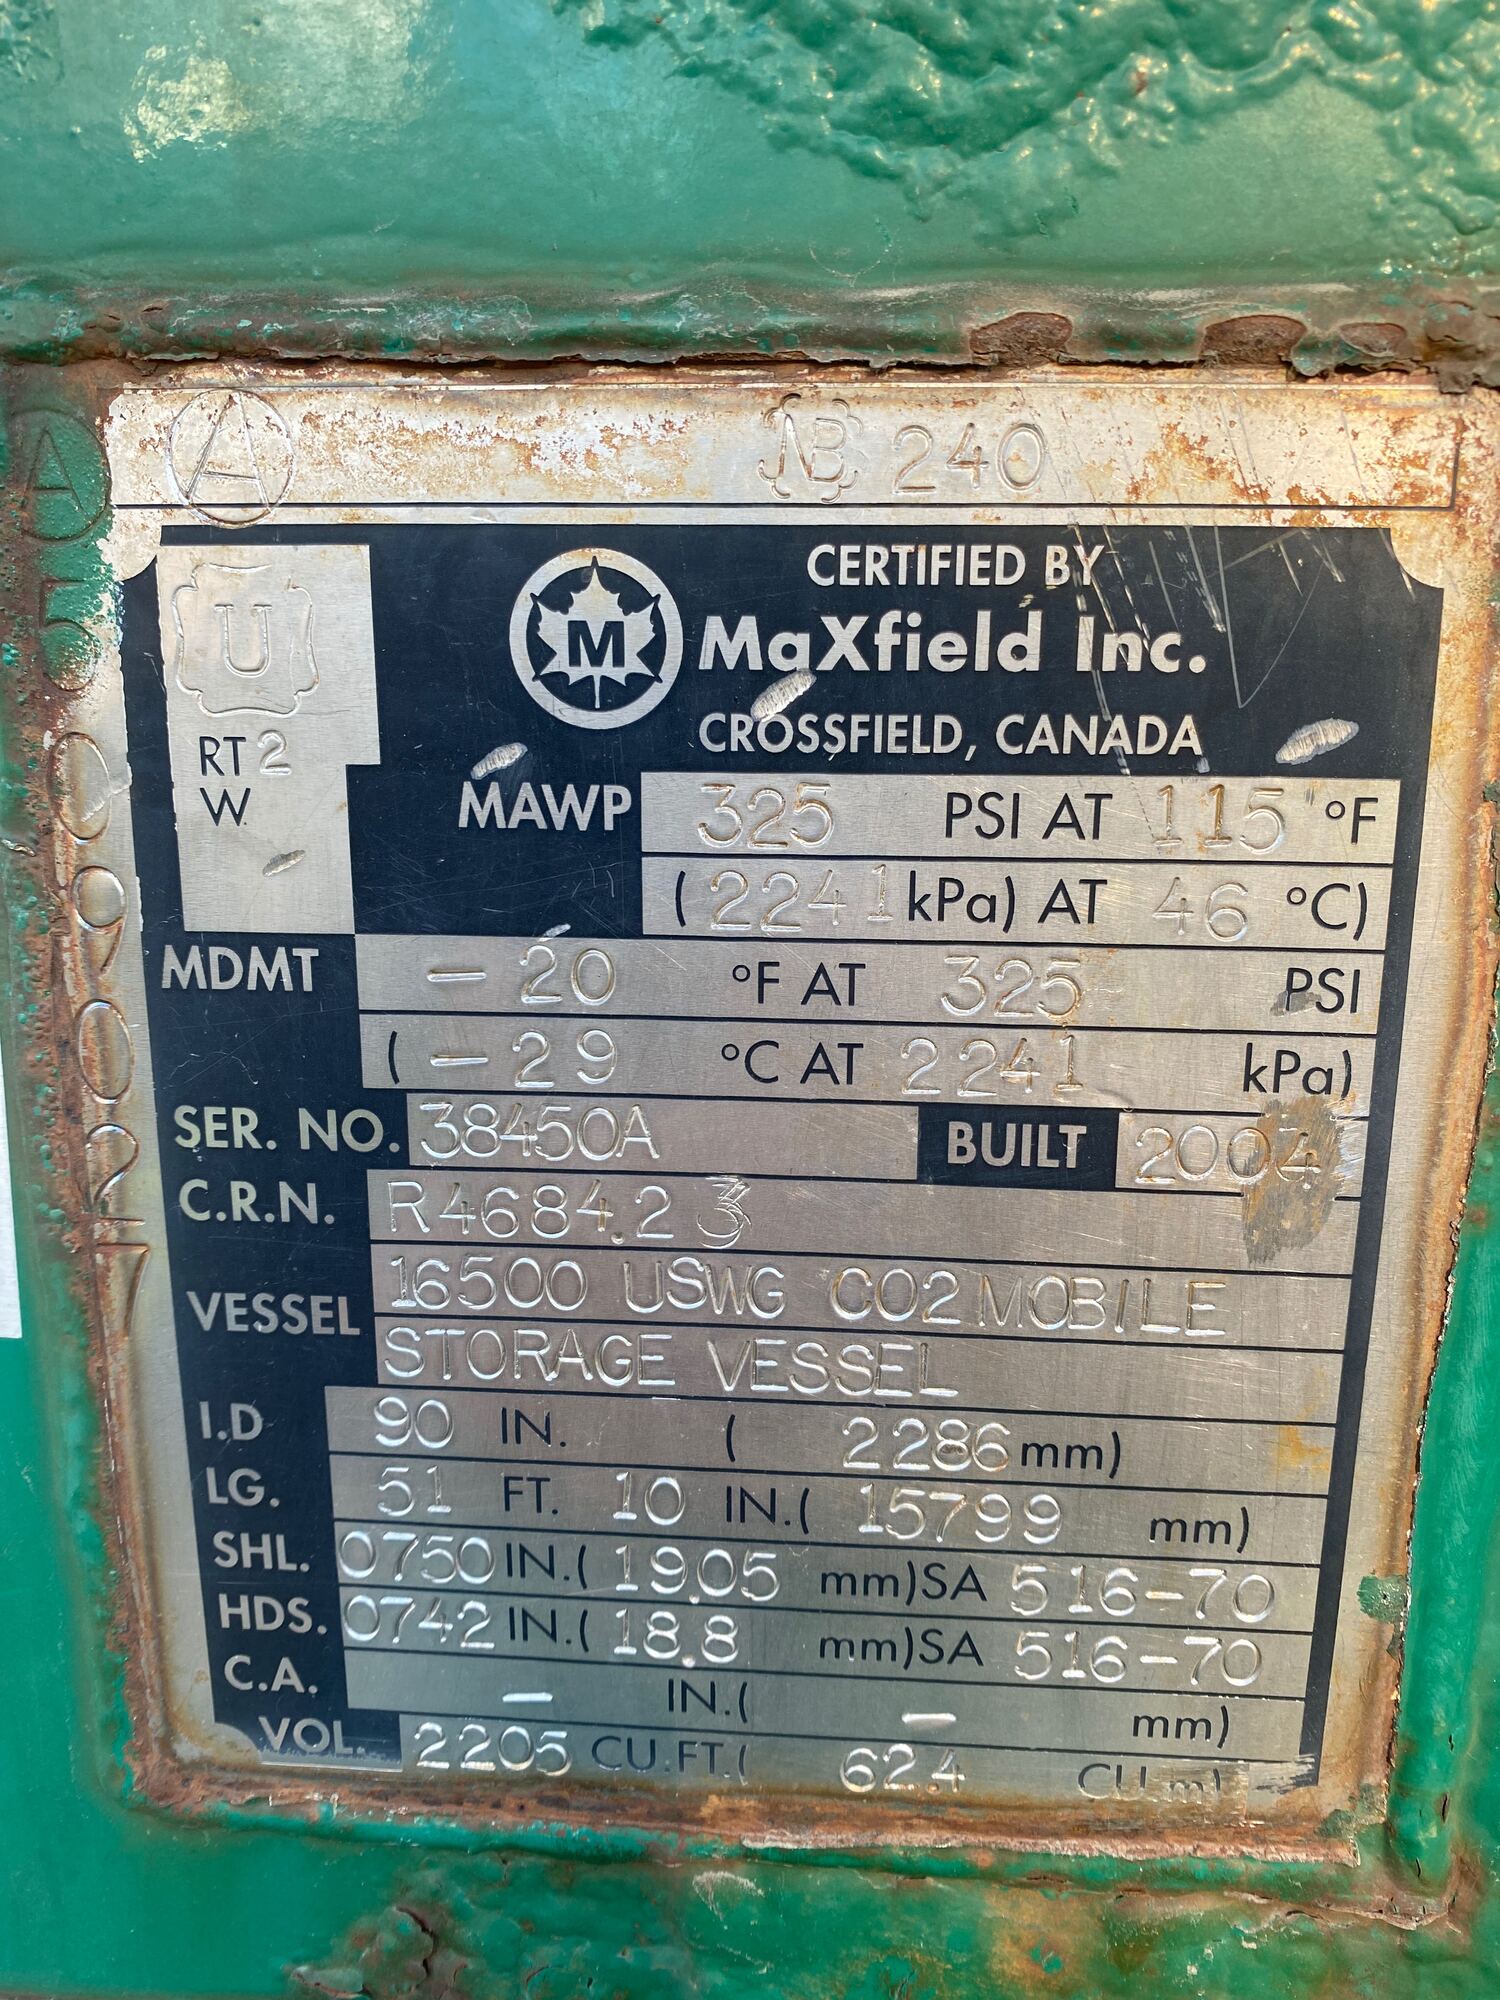 A NB 240
A5 090027
U
CERTIFIED BY
M MaXfield Inc.
CROSSFIELD, CANADA
RT 2
W
MAWP 325 PSI AT 115 °F
(2241 kPa) AT 46 °C)
MDMT -20 °F AT 325 PSI
(-29 °C AT 2241 kPa)
SER. NO. 38450A BUILT 2004
C.R.N. R4684.23
VESSEL 16500 USWG CO2 MOBILE
STORAGE VESSEL
I.D 90 IN. (2286 mm)
LG. 51 FT. 10 IN.(15799 mm)
SHL. 0750 IN.(19.05 mm)SA 516-70
HDS. 0742 IN.(18.8 mm)SA 516-70
C.A. - IN.( - mm)
VOL. 2205 CU.FT.( 62.4 CU.m)